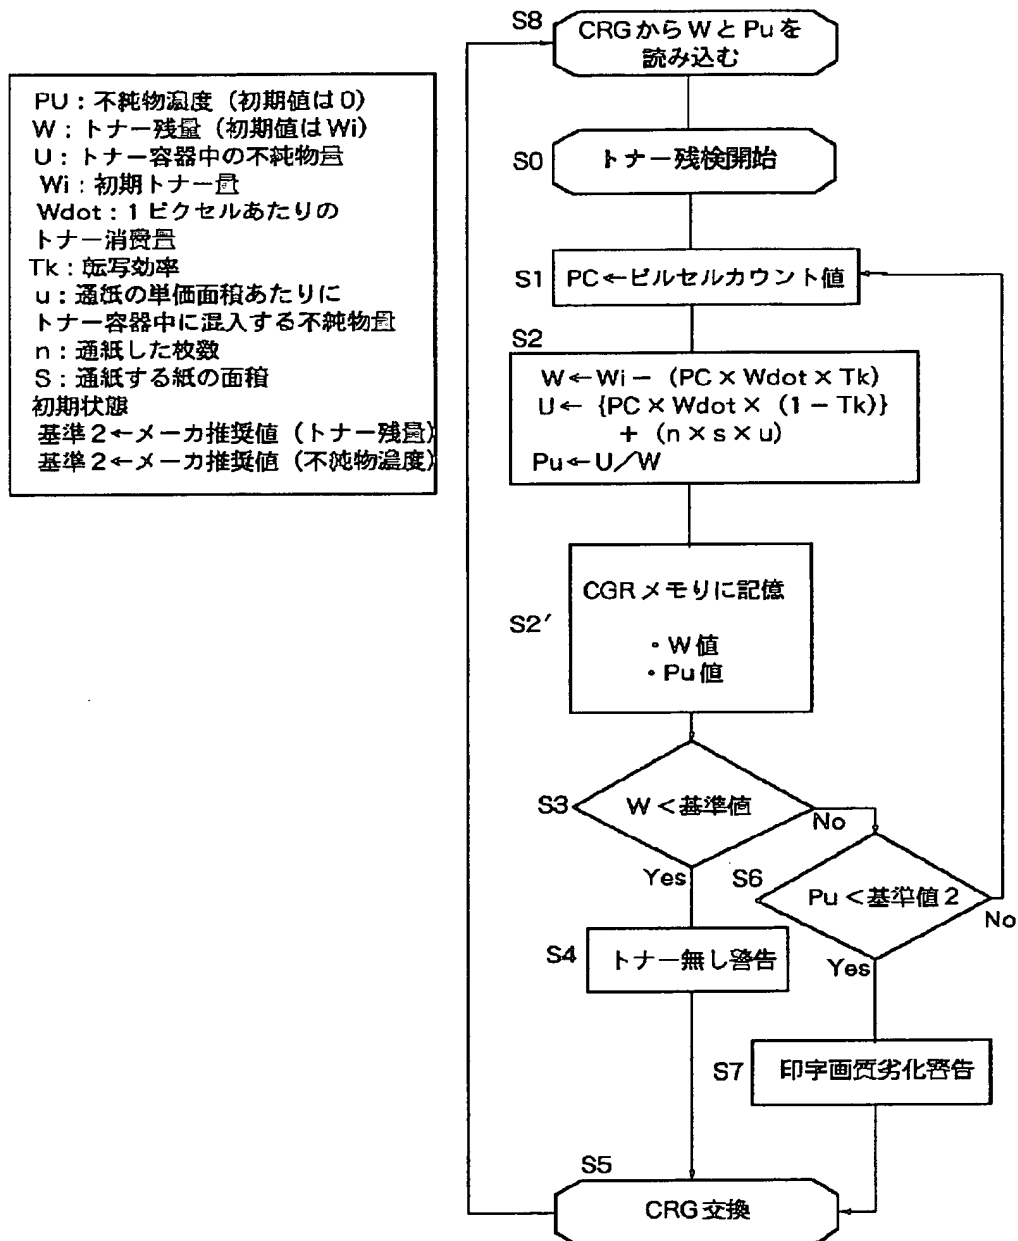 PU：不純物濃度（初期値は0）
W：トナー残量（初期値はWi）
U：トナー容器中の不純物量
Wi：初期トナー量
Wdot：1ピクセルあたりの
トナー消費量
Tk：転写効率
u：通紙の単価面積あたりに
トナー容器中に混入する不純物量
n：通紙した枚数
S：通紙する紙の面積
初期状態
基準2←メーカ推奨値（トナー残量）
基準2←メーカ推奨値（不純物濃度）
S8
CRGからWとPuを
読み込む
S0
トナー残検開始
S1
PC←ピルセルカウント値
S2
W←Wi－（PC×Wdot×Tk）
U←｛PC×Wdot×（1－Tk）｝
＋（n×s×u）
Pu←U／W
S2′
CGRメモリに記憶
・W値
・Pu値
S3
W＜基準値
No
Yes
S6
Pu＜基準値2
No
Yes
S4
トナー無し警告
S7
印字画質劣化警告
S5
CRG交換